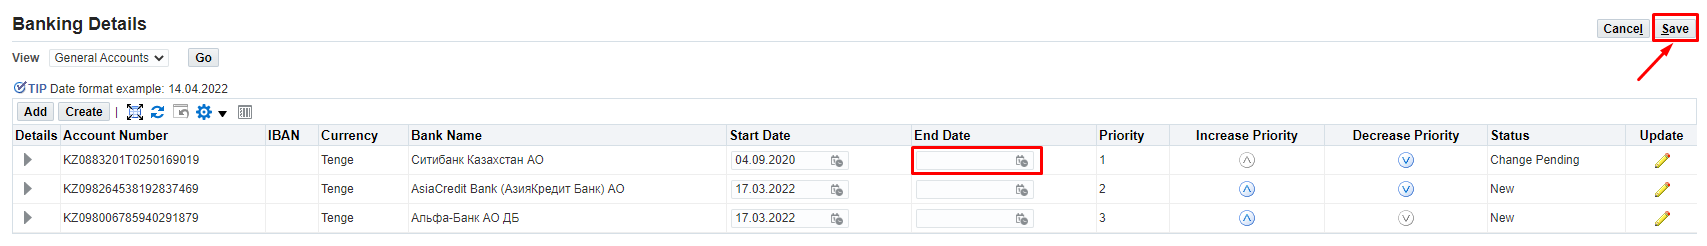 Banking Details
Cancel Save
View General Accounts Go
TIP Date format example: 14.04.2022
Add Create
Details Account Number IBAN Currency Bank Name Start Date End Date Priority Increase Priority Decrease Priority Status Update
KZ0883201T0250169019 Tenge Ситибанк Казахстан АО 04.09.2020 1 Change Pending
KZ098264538192837469 Tenge AsiaCredit Bank (АзияКредит Банк) АО 17.03.2022 2 New
KZ098006785940291879 Tenge Альфа-Банк АО ДБ 17.03.2022 3 New